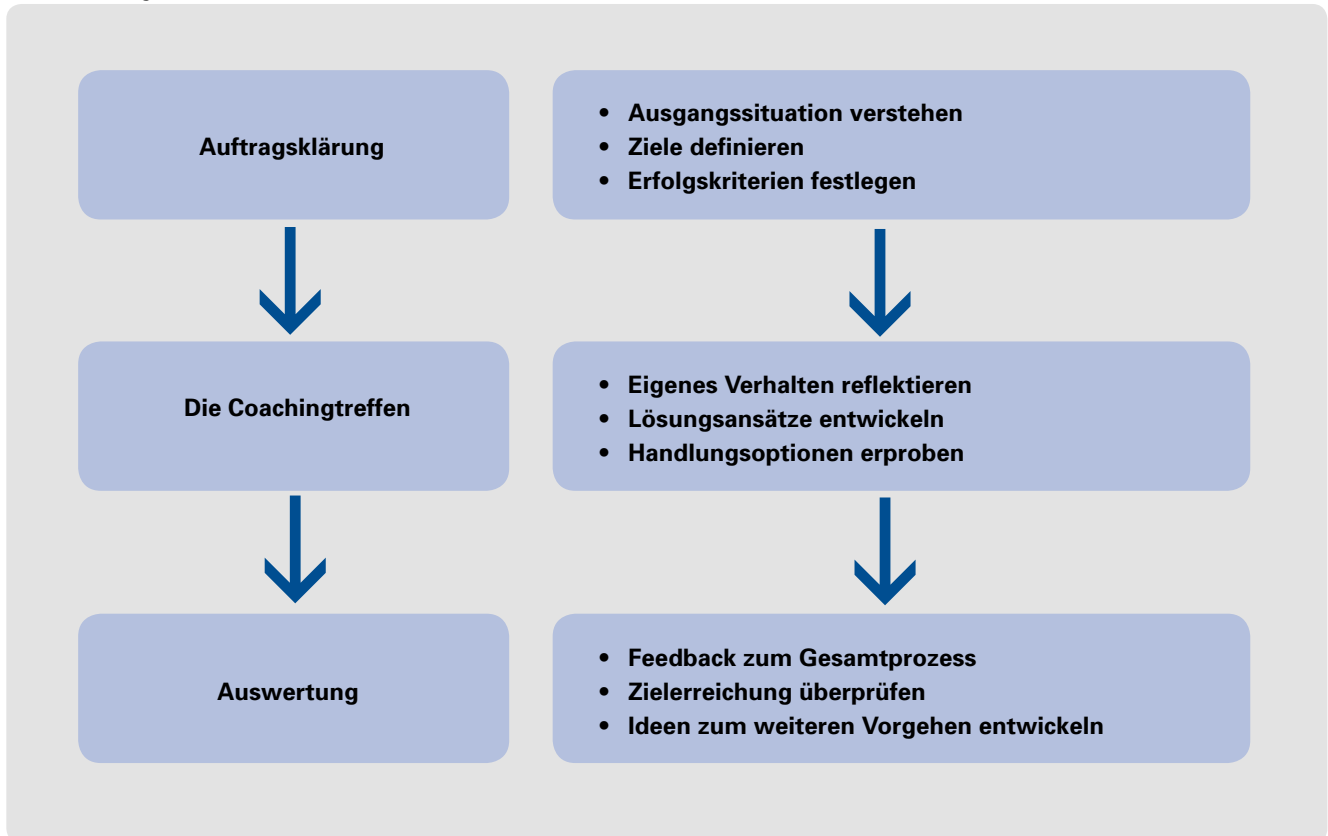 Auftragsklärung
• Ausgangssituation verstehen
• Ziele definieren
• Erfolgskriterien festlegen
Die Coachingtreffen
• Eigenes Verhalten reflektieren
• Lösungsansätze entwickeln
• Handlungsoptionen erproben
Auswertung
• Feedback zum Gesamtprozess
• Zielerreichung überprüfen
• Ideen zum weiteren Vorgehen entwickeln